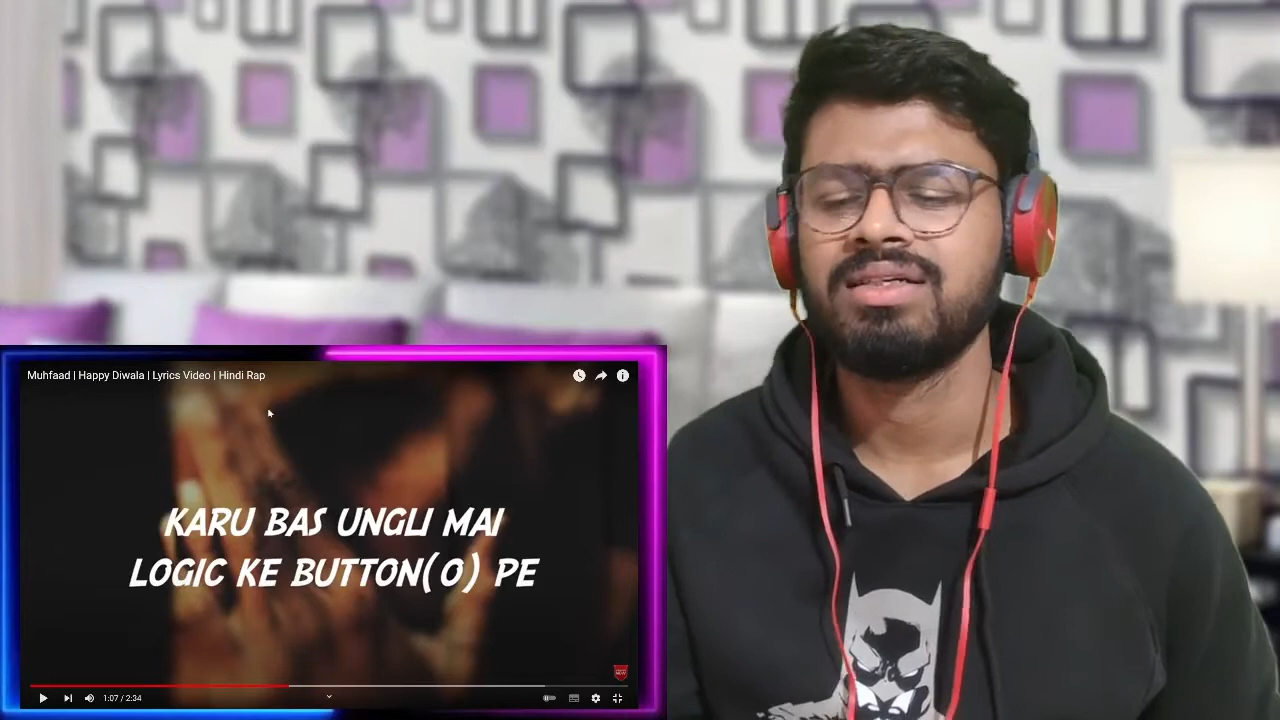 Muhfaad | Happy Diwala | Lyrics Video | Hindi Rap
KARU BAS UNGLI MAI
LOGIC KE BUTTON(O) PE
1:07 / 2:34